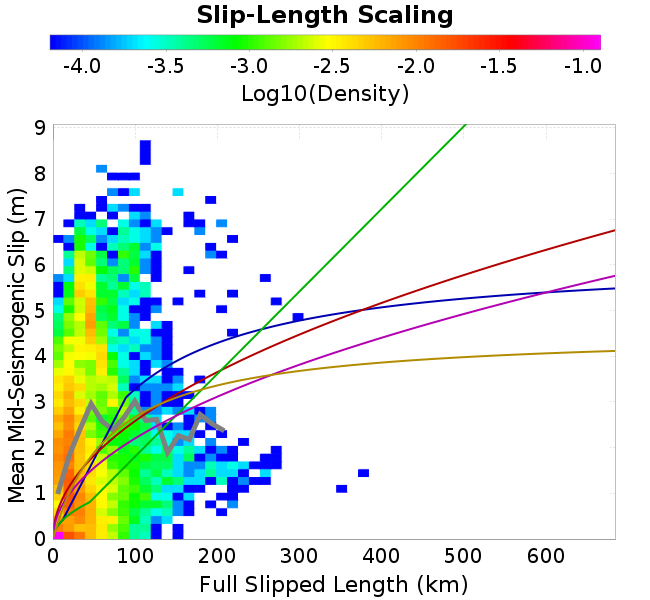 Slip-Length Scaling
-4.0 -3.5 -3.0 -2.5 -2.0 -1.5 -1.0
Log10(Density)
9
8
7
6
5
4
3
2
1
0
Mean Mid-Seismogenic Slip (m)
0 100 200 300 400 500 600
Full Slipped Length (km)